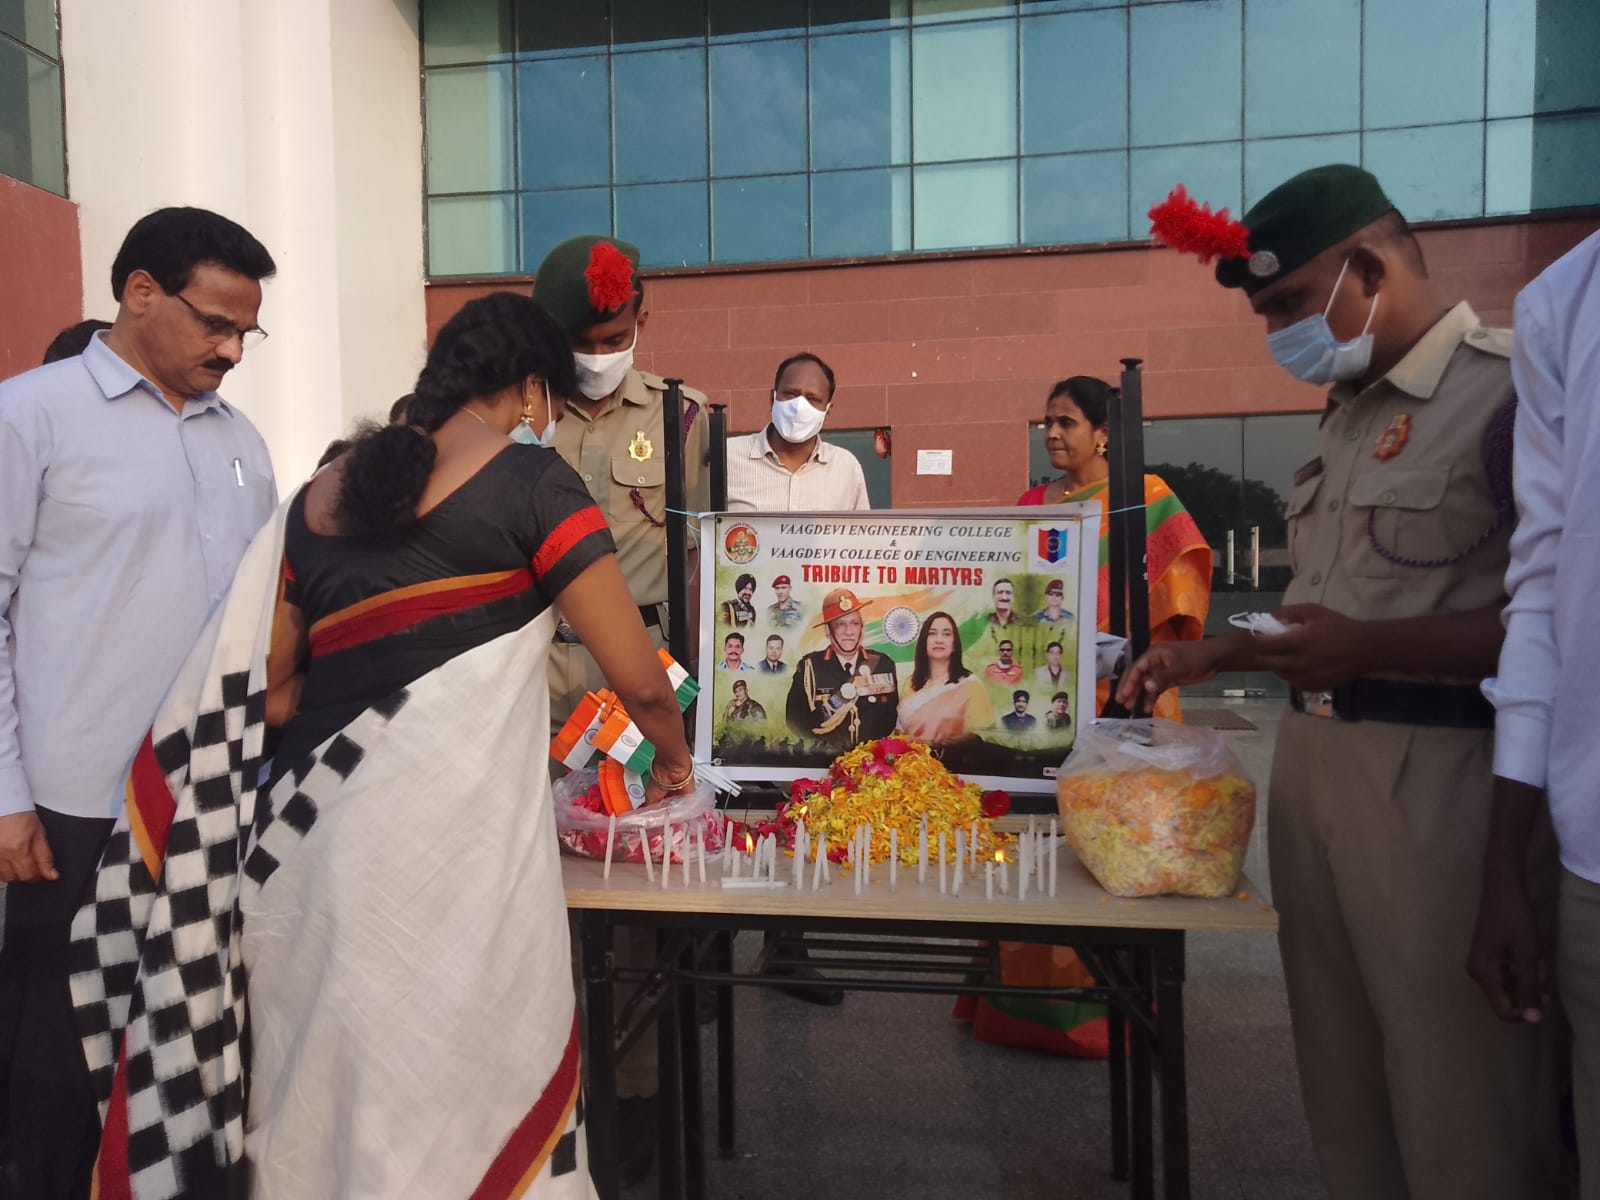 VAAGDEVI ENGINEERING COLLEGE
&
VAAGDEVI COLLEGE OF ENGINEERING
TRIBUTE TO MARTYRS